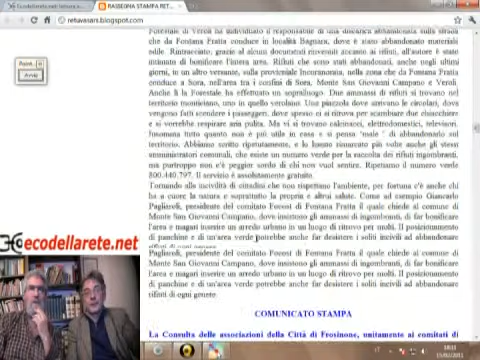 Ecodellarete.net
RASSEGNA STAMPA RET
retavasani.blogspot.com
Forestale di Veroli ha individuato il responsabile di una discarica abbandonata sulla strada
che da Fontana Fratta conduce in località Bagnara, dove è stato abbandonato materiali
edile. Rintracciato, grazie al alcuni documenti rinvenuti accanto ai rifiuti, all'autore è stato
intimato di bonificare l'intera area. Rifiuti che sono stati abbandonati, anche negli ultimi
giorni, in un altro versante, sulla provinciale Incoronata, nella zona che da Fontana Fratta
conduce a Sora, nell'area tra i confini di Sora, Monte San Giovanni Campano e Veroli.
Anche lì la Forestale ha effettuato un sopralluogo. Due ammassi di rifiuti si trovano nel
territorio monticiano, uno in quello verolano. Una piazzola dove arrivano le circolari, dove
vengono fatti scendere i passeggeri, dove spesso ci si ritrova per scambiare due chiacchiere
e si vorrebbe respirare aria pulita. Ma vi si trovano calcinacci, elettrodomestici, televisori.
Insomma tutto quanto non è più utile in casa e si pensa "male" di abbandonarlo sul
territorio. Abbiamo scritto ripetutamente, e lo hanno rimarcato più volte anche gli stessi
amministratori comunali, che esiste un numero verde per la raccolta dei rifiuti ingombranti,
ma purtroppo non c'è peggior sordo di chi non vuol sentire. Ripetiamo il numero verde
800.440.797. Il servizio è assolutamente gratuito.
Tornando alle inciviltà di cittadini che non rispettano l'ambiente, per fortuna c'è anche chi
ha a cuore la natura e soprattutto la propria e altrui salute. Come ad esempio Giancarlo
Pagliaroli, presidente del comitato Forest di Fontana Fratta il quale chiede al comune di
Monte San Giovanni Campano, dove insistono gli ammassi di ingombranti, di far bonificare
l'area e magari inserire un arredo urbano in un luogo di ritrovo per molti. Il posizionamento
di panchine e di un'area verde potrebbe anche far desistere i soliti incivili ad abbandonare
Pagliaroli, presidente del comitato Forest di Fontana Fratta il quale chiede al comune di
Monte San Giovanni Campano, dove insistono gli ammassi di ingombranti, di far bonificare
l'area e magari inserire un arredo urbano in un luogo di ritrovo per molti. Il posizionamento
di panchine e di un'area verde potrebbe anche far desistere i soliti incivili ad abbandonare
rifiuti di ogni genere.
COMUNICATO STAMPA
La Consulta delle associazioni della Città di Frosinone, unitamente ai comitati di
ecodellarete.net
15/02/2011